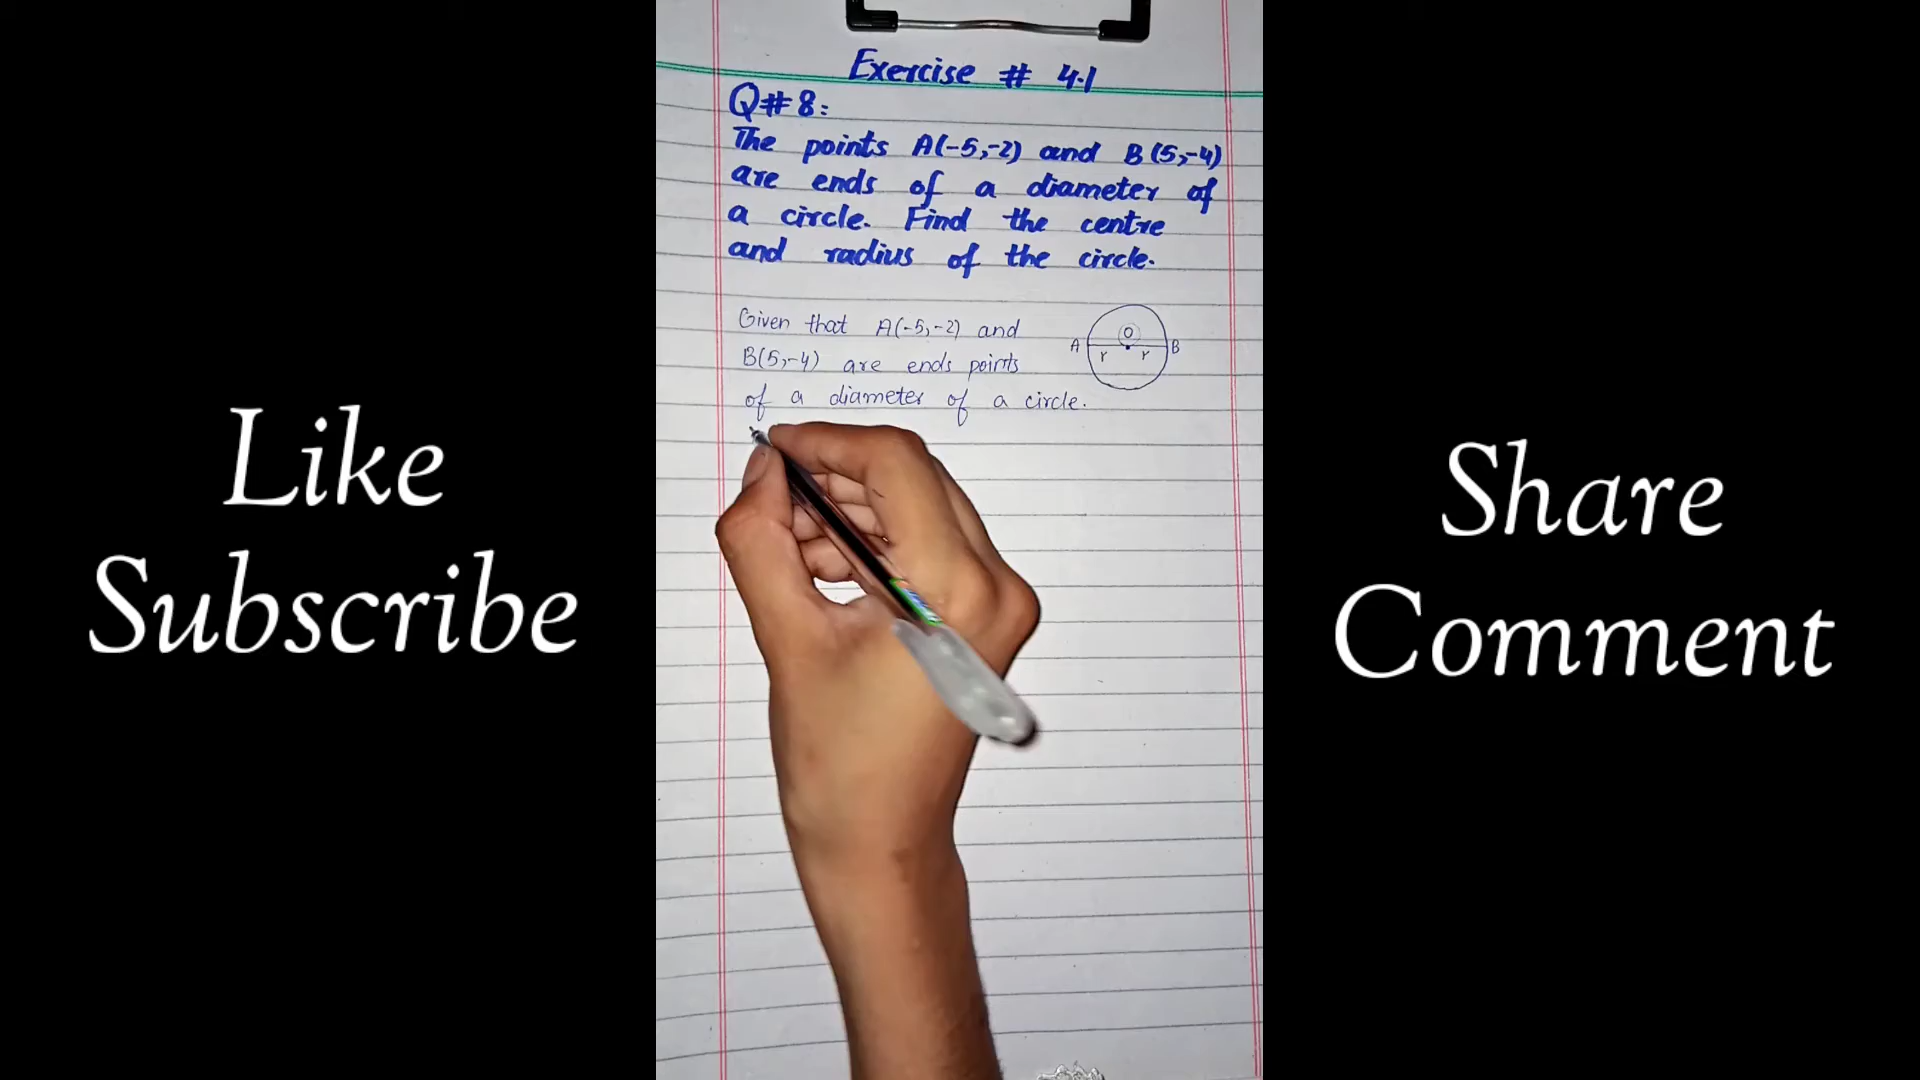 Like
Subscribe
Exercise # 4.1
Q#8:
The points A(-5,-2) and B(5,-4)
are ends of a diameter of
a circle. Find the centre
and radius of the circle.
Given that A(-5,-2) and
B(5,-4) are ends points
of a diameter of a circle.
O
A B
r r
Share
Comment